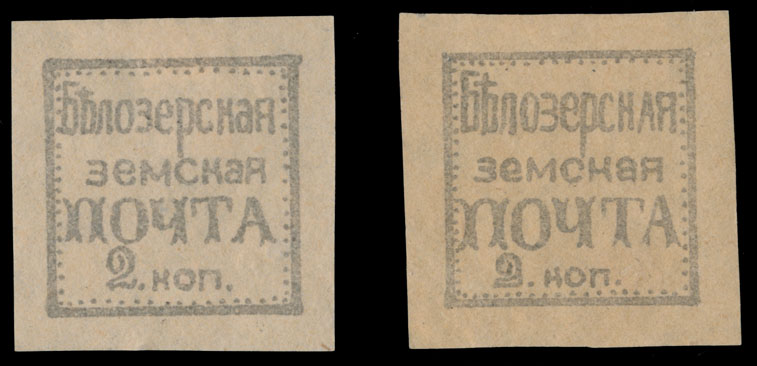 Бѣлозерская
земская
ПОЧТА
2. коп.
Бѣлозерская
земская
ПОЧТА
2. коп.